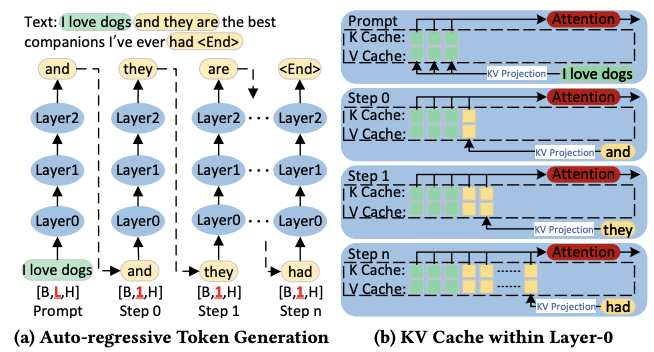 Text: I love dogs and they are the best
companions I've ever had <End>
and they are <End>
Layer2 Layer2 Layer2 ... Layer2
Layer1 Layer1 Layer1 ... Layer1
Layer0 Layer0 Layer0 ... Layer0
I love dogs and they had
[B,L,H] [B,1,H] [B,1,H] [B,1,H]
Prompt Step 0 Step 1 Step n
(a) Auto-regressive Token Generation
Prompt Attention
K Cache:
V Cache:
KV Projection I love dogs
Step 0 Attention
K Cache:
V Cache:
KV Projection and
Step 1 Attention
K Cache:
V Cache:
KV Projection they
Step n Attention
K Cache:
V Cache:
KV Projection had
(b) KV Cache within Layer-0